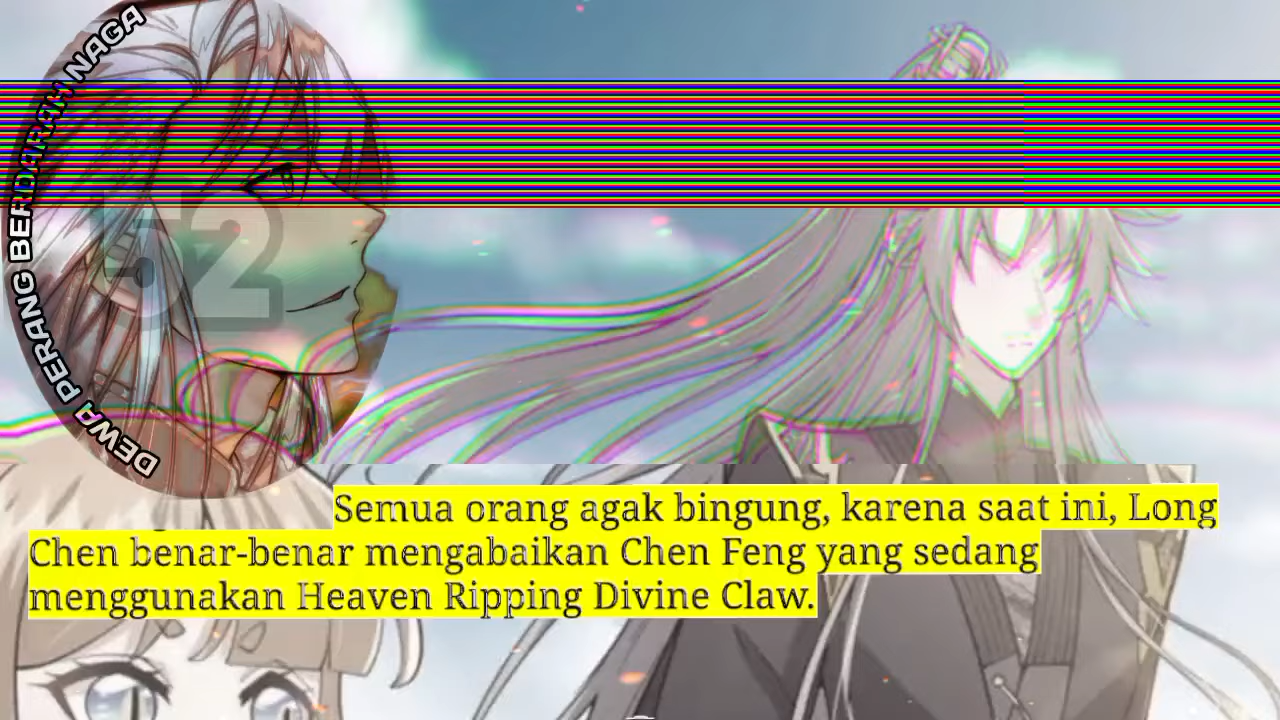 DEWA PERANG BERDARAH NAGA
52
Semua orang agak bingung, karena saat ini, Long
Chen benar-benar mengabaikan Chen Feng yang sedang
menggunakan Heaven Ripping Divine Claw.